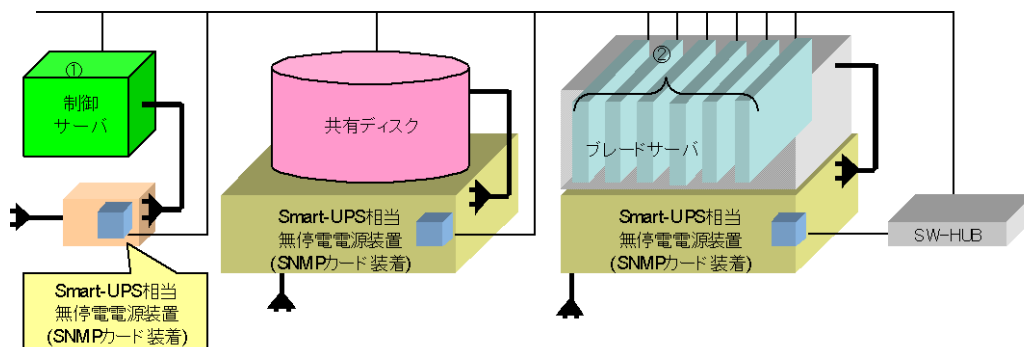 ①
制御
サーバ
Smart-UPS相当
無停電電源装置
(SNMPカード装着)
共有ディスク
Smart-UPS相当
無停電電源装置
(SNMPカード装着)
②
ブレードサーバ
Smart-UPS相当
無停電電源装置
(SNMPカード装着)
SW-HUB